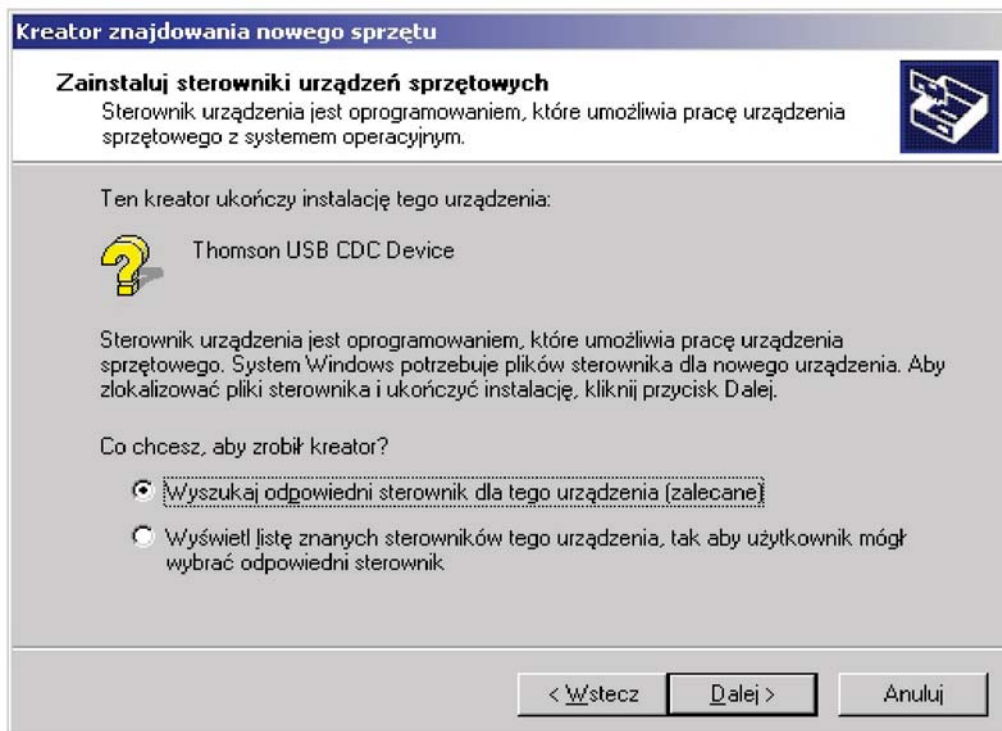 Kreator znajdowania nowego sprzętu
Zainstaluj sterowniki urządzeń sprzętowych
Sterownik urządzenia jest oprogramowaniem, które umożliwia pracę urządzenia
sprzętowego z systemem operacyjnym.
Ten kreator ukończy instalację tego urządzenia:
Thomson USB CDC Device
Sterownik urządzenia jest oprogramowaniem, które umożliwia pracę urządzenia
sprzętowego. System Windows potrzebuje plików sterownika dla nowego urządzenia. Aby
zlokalizować pliki sterownika i ukończyć instalację, kliknij przycisk Dalej.
Co chcesz, aby zrobił kreator?
Wyszukaj odpowiedni sterownik dla tego urządzenia (zalecane)
Wyświetl listę znanych sterowników tego urządzenia, tak aby użytkownik mógł
wybrać odpowiedni sterownik
< Wstecz
Dalej >
Anuluj